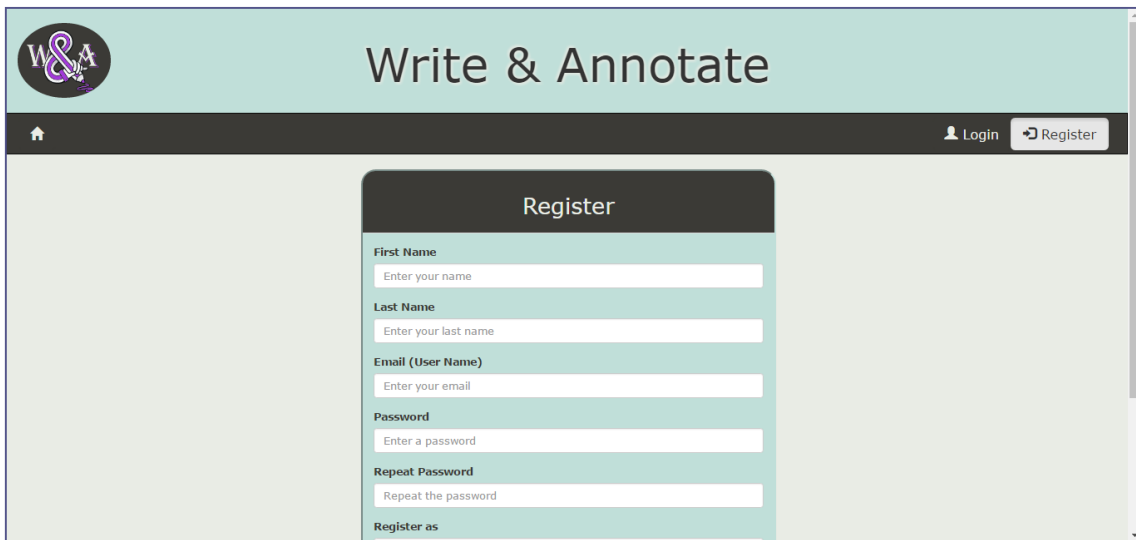 W&A
Write & Annotate
Login
Register
Register
First Name
Enter your name
Last Name
Enter your last name
Email (User Name)
Enter your email
Password
Enter a password
Repeat Password
Repeat the password
Register as